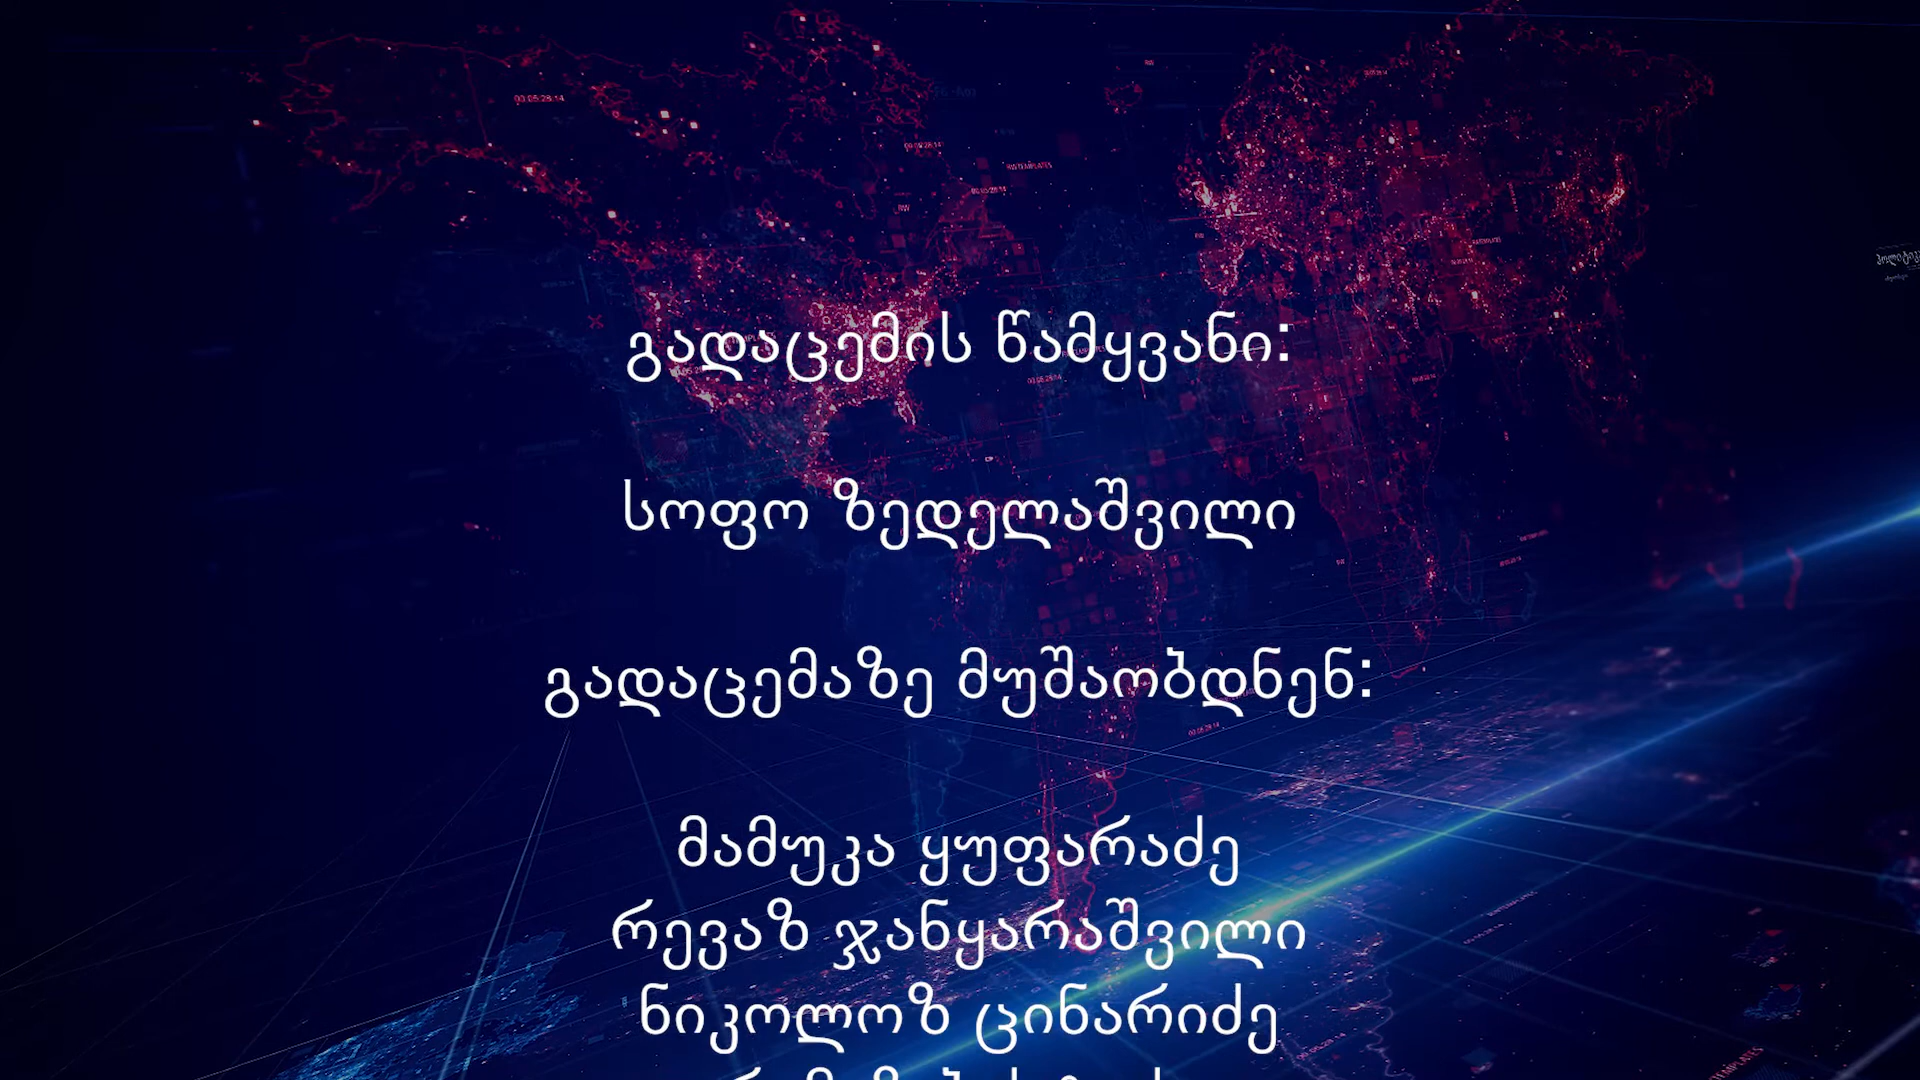 გადაცემის წამყვანი:
სოფო ზედელაშვილი
გადაცემაზე მუშაობდნენ:
მამუკა ყუფარაძე
რევაზ ჯანყარაშვილი
ნიკოლოზ ცინარიძე